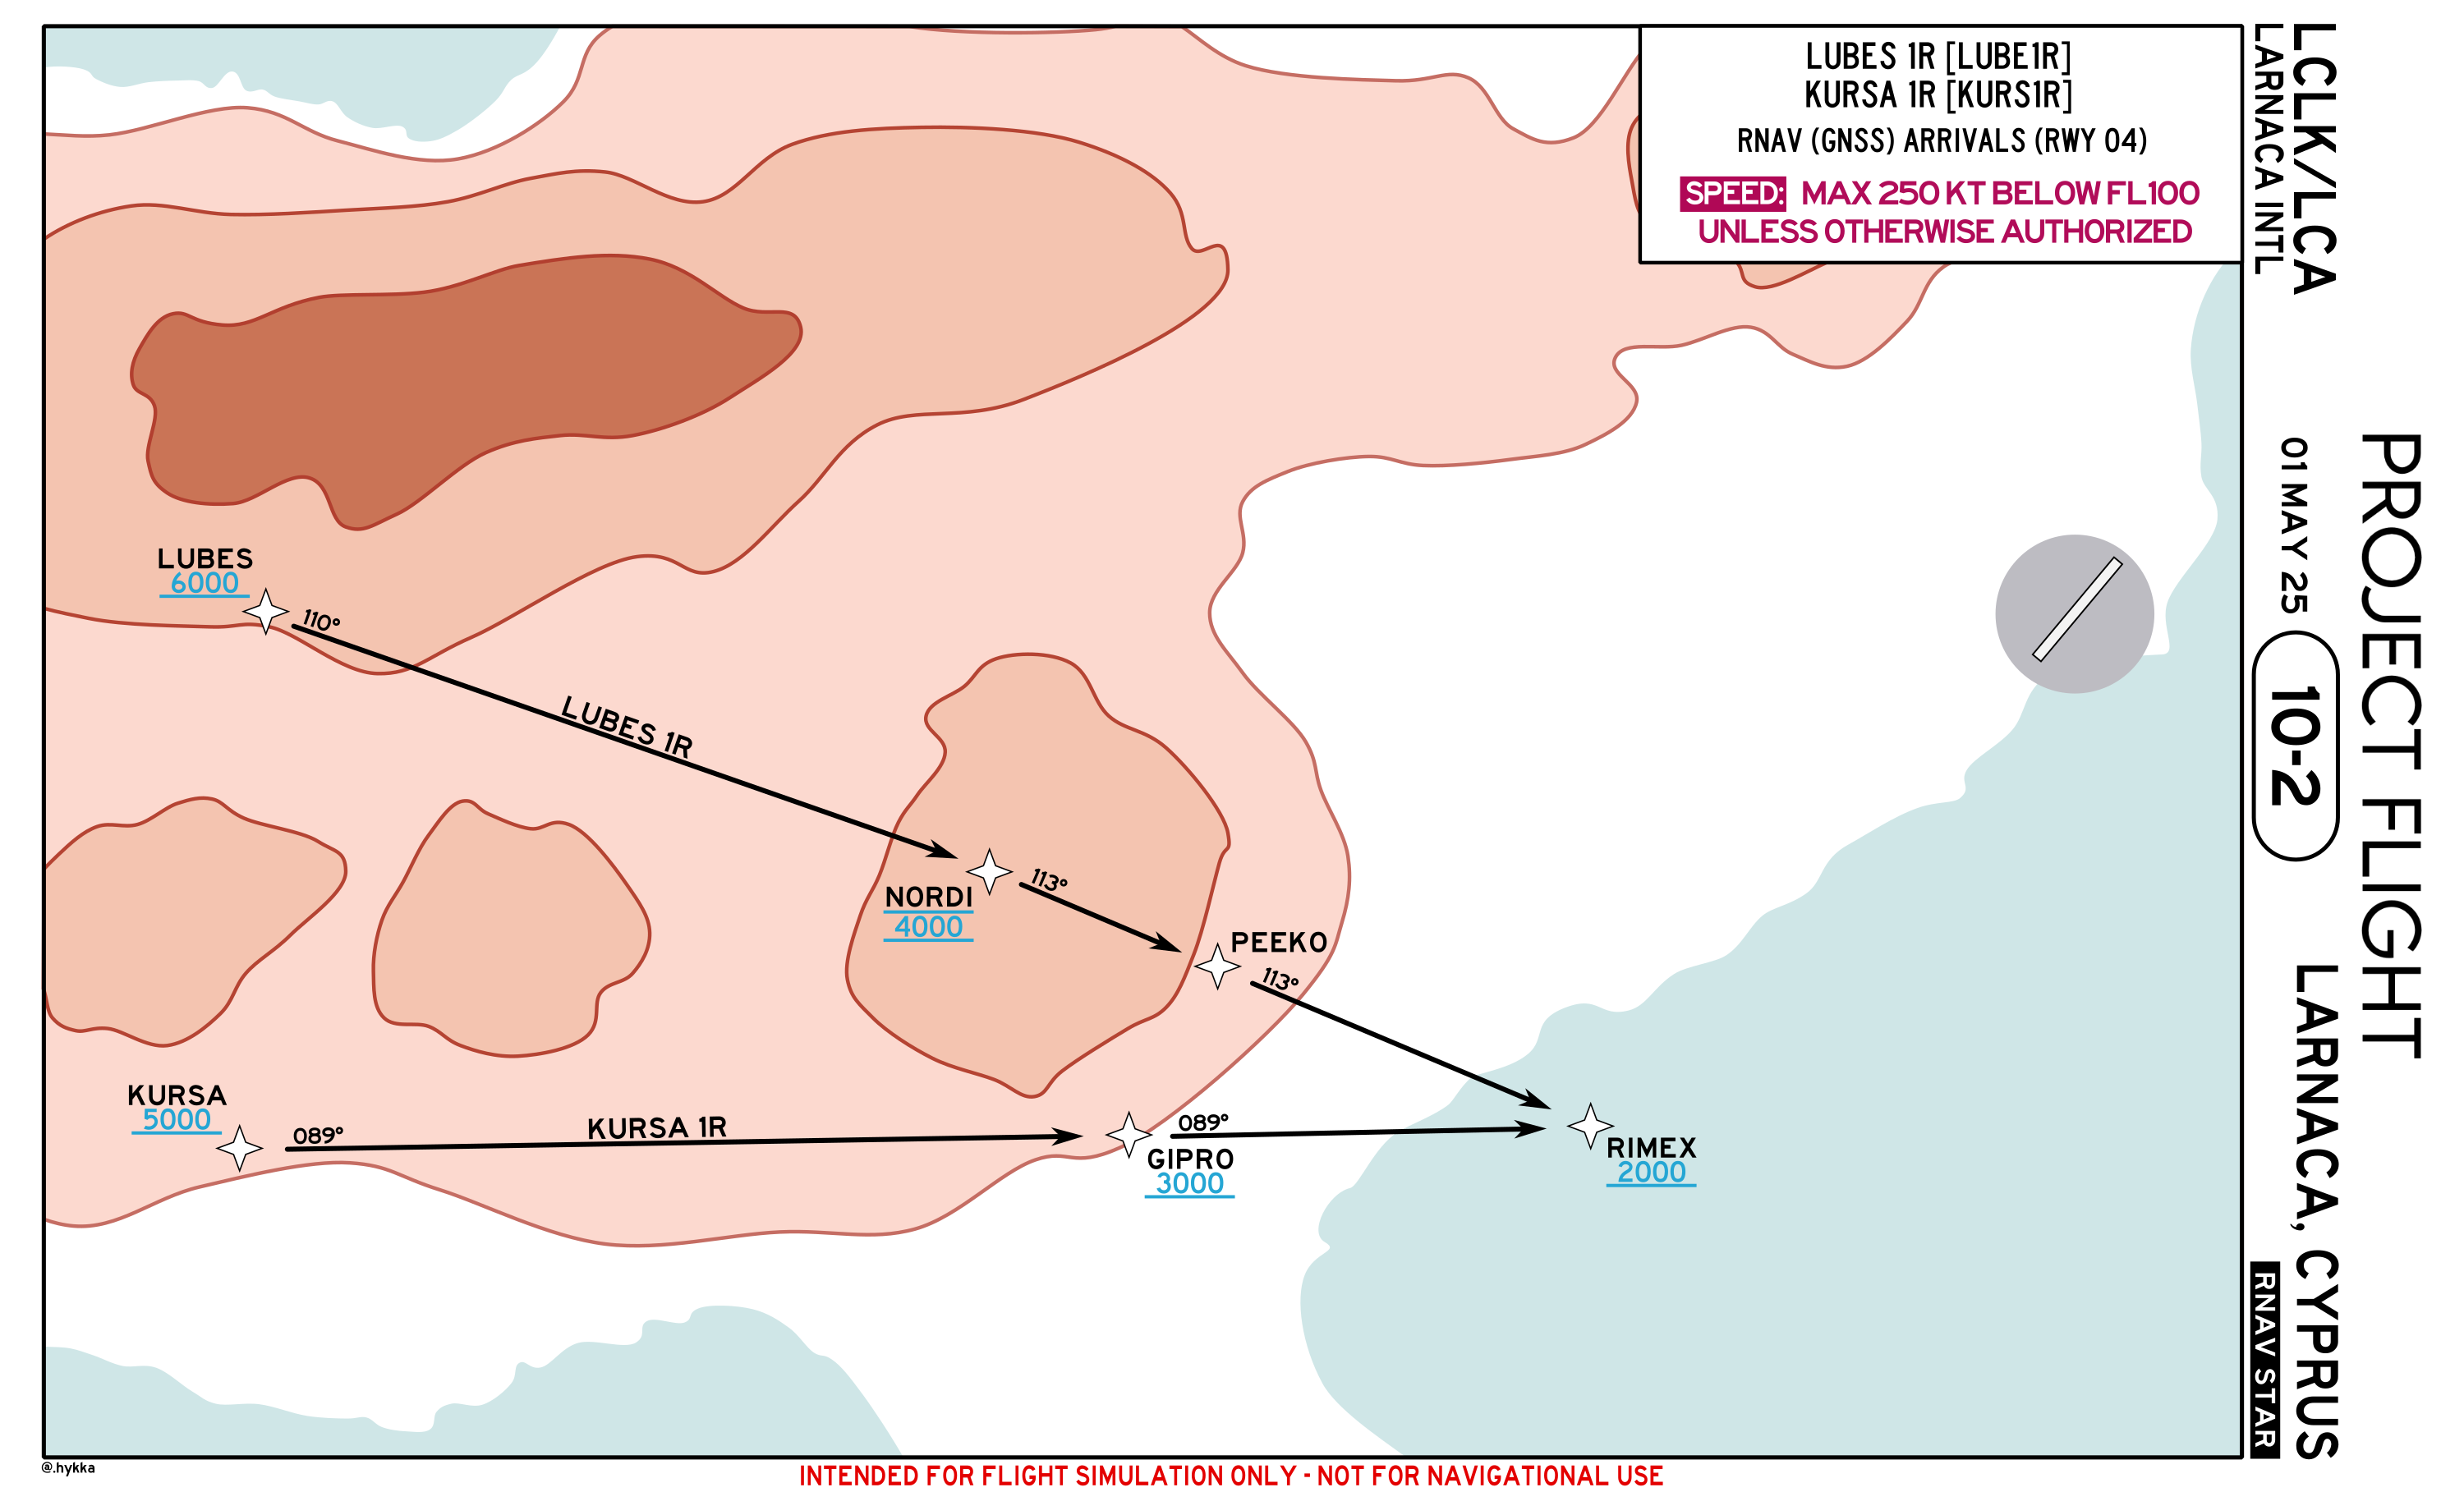 LUBES 1R [LUBE1R]
KURSA 1R [KURS1R]
RNAV (GNSS) ARRIVALS (RWY 04)
SPEED: MAX 250 KT BELOW FL100
UNLESS OTHERWISE AUTHORIZED
LCLK/LCA
LARNACA INTL
PROJECT FLIGHT
01 MAY 25
10-2
LARNACA, CYPRUS
RNAV STAR
LUBES
6000
110°
LUBES 1R
NORDI
4000
113°
PEEKO
113°
KURSA
5000
089°
KURSA 1R
GIPRO
3000
089°
RIMEX
2000
@.hykka
INTENDED FOR FLIGHT SIMULATION ONLY - NOT FOR NAVIGATIONAL USE